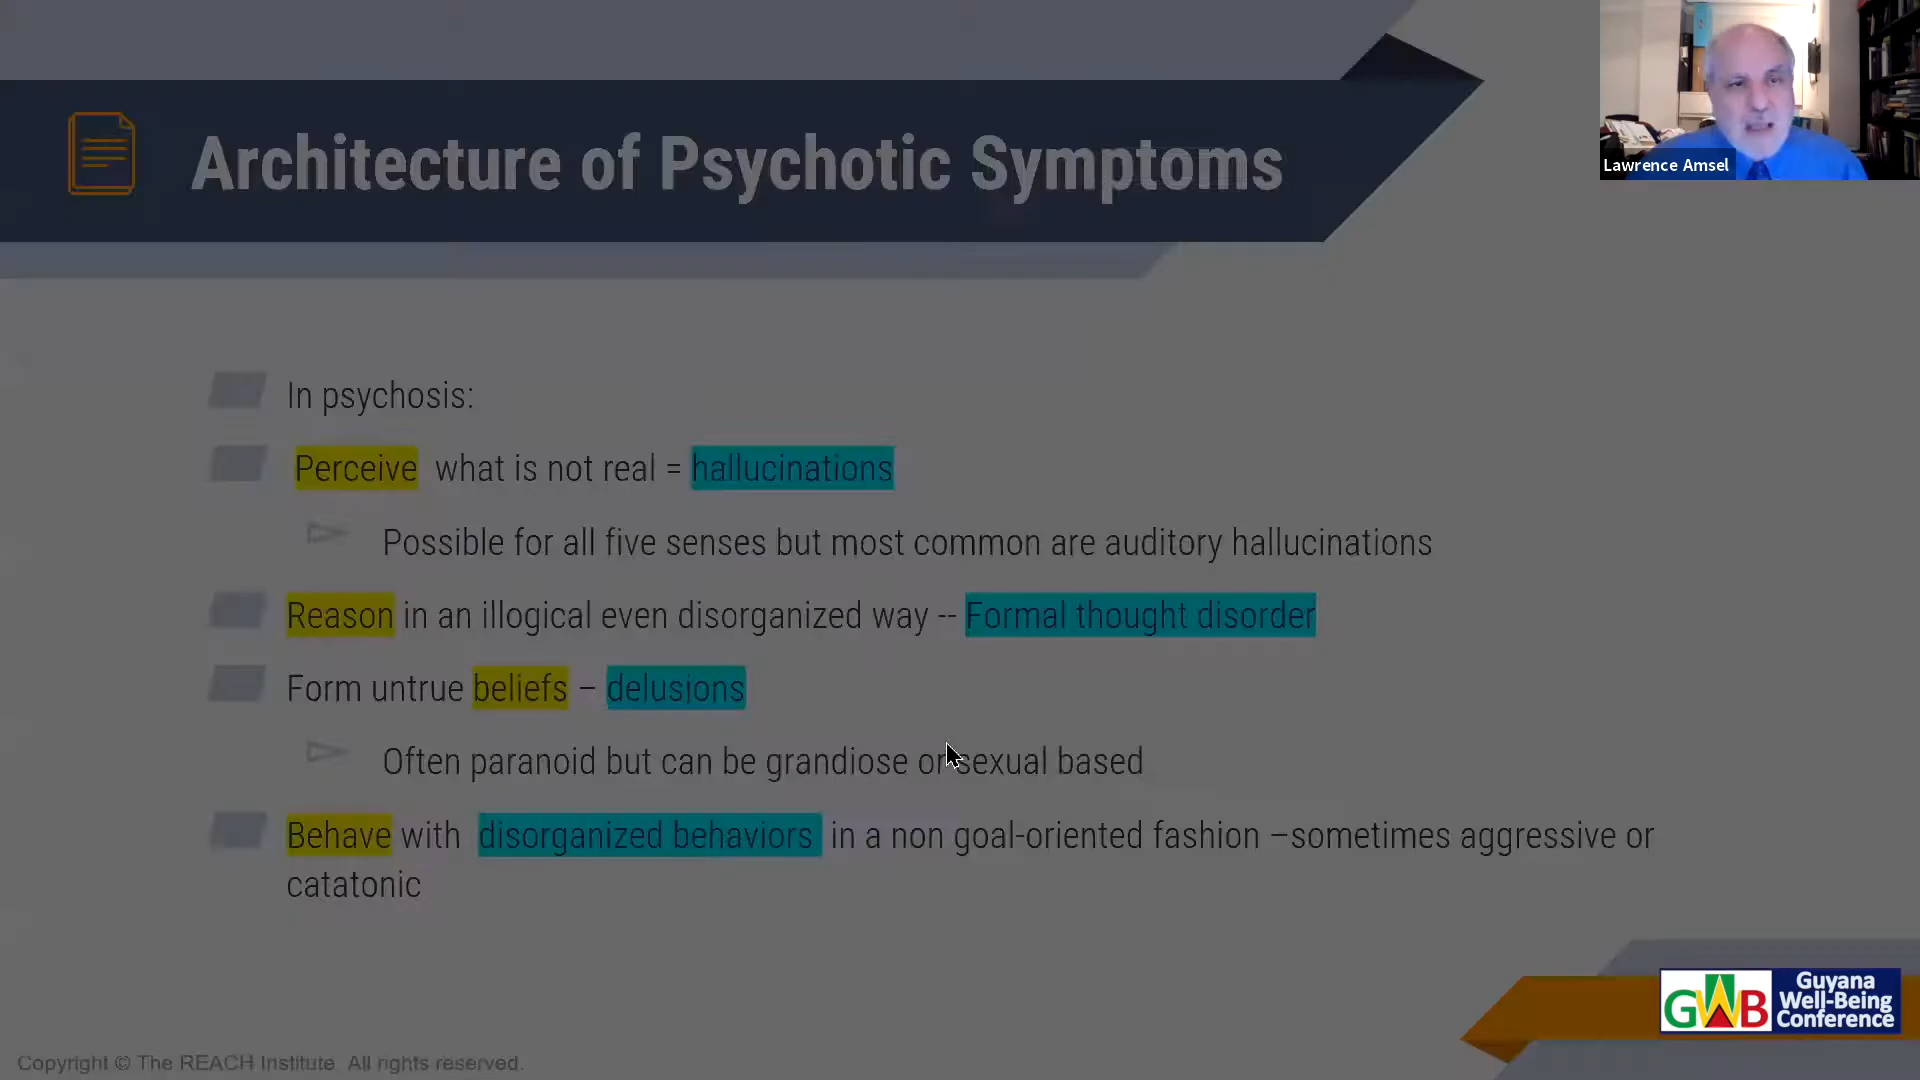 Lawrence Amsel
Architecture of Psychotic Symptoms
In psychosis:
Perceive what is not real = hallucinations
Possible for all five senses but most common are auditory hallucinations
Reason in an illogical even disorganized way -- Formal thought disorder
Form untrue beliefs – delusions
Often paranoid but can be grandiose or sexual based
Behave with disorganized behaviors in a non goal-oriented fashion –sometimes aggressive or
catatonic
GWB
Guyana
Well-Being
Conference
Copyright © The REACH Institute. All rights reserved.